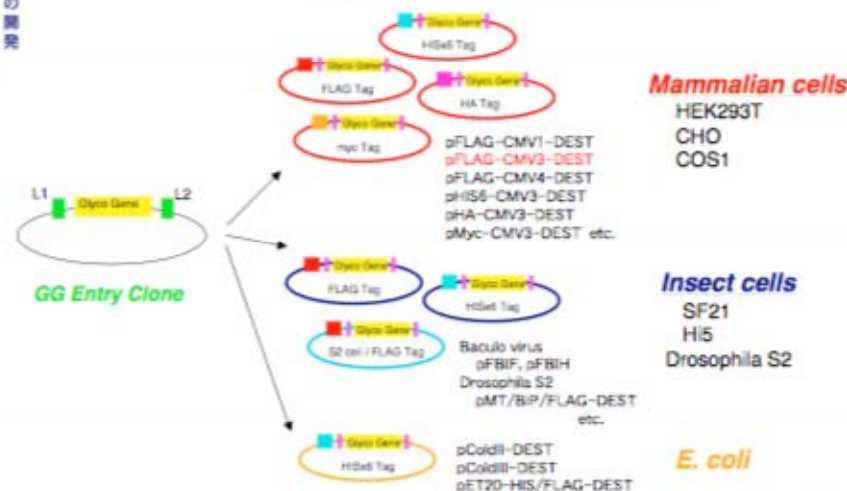 の
開
発
Glyco Gene
HISx6 Tag
Glyco Gene
FLAG Tag
Glyco Gene
HA Tag
Glyco Gene
myc Tag
Mammalian cells
HEK293T
CHO
COS1
pFLAG-CMV1-DEST
pFLAG-CMV3-DEST
pFLAG-CMV4-DEST
pHIS6-CMV3-DEST
pHA-CMV3-DEST
pMyc-CMV3-DEST etc.
L1
Glyco Gene
L2
GG Entry Clone
Glyco Gene
FLAG Tag
Glyco Gene
HISx6 Tag
Glyco Gene
S2 cell / FLAG Tag
Insect cells
SF21
Hi5
Drosophila S2
Baculo virus
pFBIF, pFBIH
Drosophila S2
pMT/BIP/FLAG-DEST
etc.
Glyco Gene
HISx6 Tag
pColdII-DEST
pColdIII-DEST
pET20-HIS/FLAG-DEST
E. coli